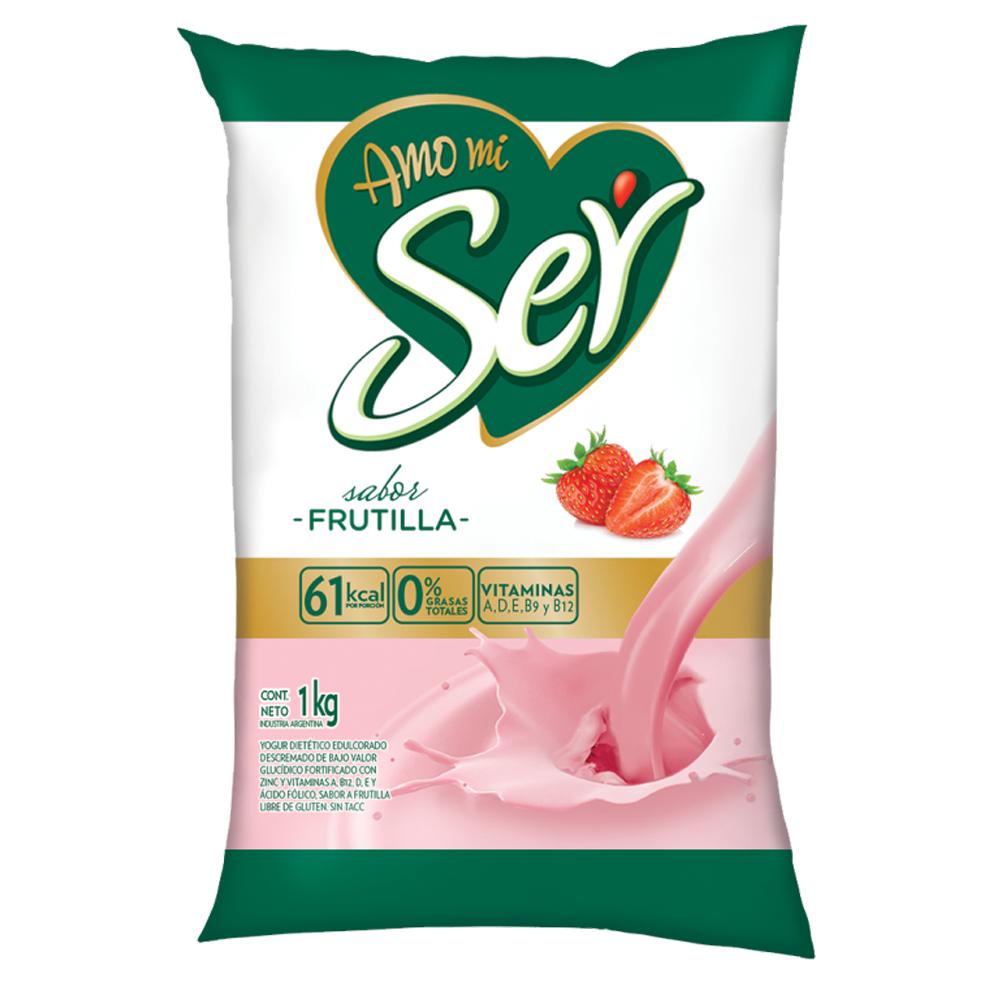 Amo mi
Ser
sabor
-FRUTILLA-
61 kcal
POR PORCIÓN
0%
GRASAS
TOTALES
VITAMINAS
A,D,E,B9 y B12
CONT.
NETO 1kg
INDUSTRIA ARGENTINA
YOGUR DIETÉTICO EDULCORADO
DESCREMADO DE BAJO VALOR
GLUCÍDICO FORTIFICADO CON
ZINC Y VITAMINAS A, B12, D, E Y
ÁCIDO FÓLICO, SABOR A FRUTILLA
LIBRE DE GLUTEN. SIN TACC